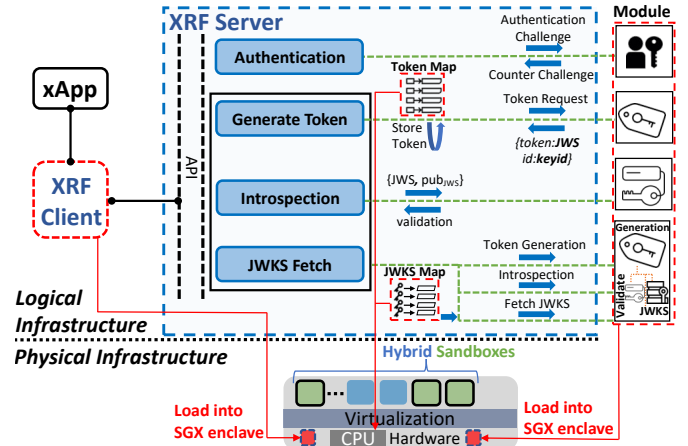 XRF Server
Module
Authentication
Authentication
Challenge
Counter Challenge
Token Map
xApp
Generate Token
Token Request
Store
Token
{token:JWS
id:keyid}
API
XRF
Client
Introspection
{JWS, pubJWS}
validation
Generation
JWKS Fetch
Token Generation
JWKS Map
Introspection
Fetch JWKS
Validate
JWKS
Logical
Infrastructure
Physical Infrastructure
Hybrid Sandboxes
Load into
SGX enclave
Virtualization
CPU Hardware
Load into
SGX enclave